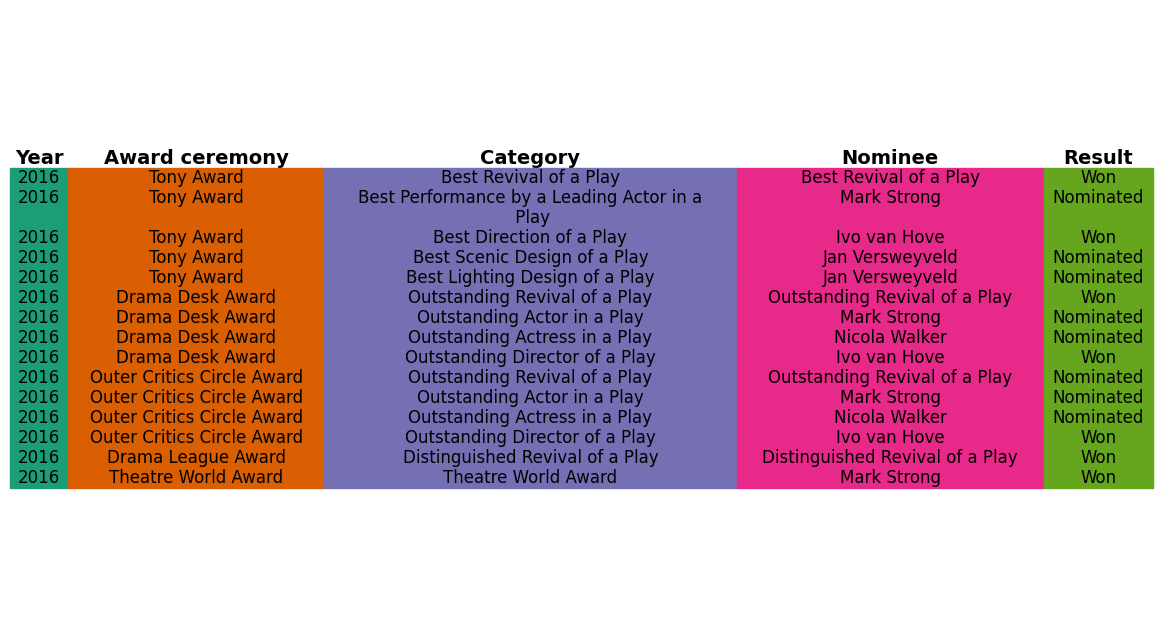 Year Award ceremony Category Nominee Result
2016 Tony Award Best Revival of a Play Best Revival of a Play Won
2016 Tony Award Best Performance by a Leading Actor in a Mark Strong Nominated
Play
2016 Tony Award Best Direction of a Play Ivo van Hove Won
2016 Tony Award Best Scenic Design of a Play Jan Versweyveld Nominated
2016 Tony Award Best Lighting Design of a Play Jan Versweyveld Nominated
2016 Drama Desk Award Outstanding Revival of a Play Outstanding Revival of a Play Won
2016 Drama Desk Award Outstanding Actor in a Play Mark Strong Nominated
2016 Drama Desk Award Outstanding Actress in a Play Nicola Walker Nominated
2016 Drama Desk Award Outstanding Director of a Play Ivo van Hove Won
2016 Outer Critics Circle Award Outstanding Revival of a Play Outstanding Revival of a Play Nominated
2016 Outer Critics Circle Award Outstanding Actor in a Play Mark Strong Nominated
2016 Outer Critics Circle Award Outstanding Actress in a Play Nicola Walker Nominated
2016 Outer Critics Circle Award Outstanding Director of a Play Ivo van Hove Won
2016 Drama League Award Distinguished Revival of a Play Distinguished Revival of a Play Won
2016 Theatre World Award Theatre World Award Mark Strong Won